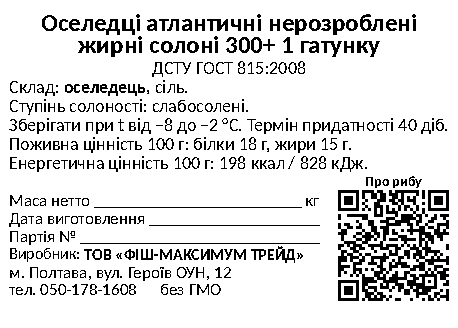 Оселедці атлантичні нерозроблені
жирні солоні 300+ 1 гатунку
ДСТУ ГОСТ 815:2008
Склад: оселедець, сіль.
Ступінь солоності: слабосолені.
Зберігати при t від –8 до –2 °С. Термін придатності 40 діб.
Поживна цінність 100 г: білки 18 г, жири 15 г.
Енергетична цінність 100 г: 198 ккал / 828 кДж.
Про рибу
Маса нетто ________________________ кг
Дата виготовлення ____________________
Партія № ____________________________
Виробник: ТОВ «ФІШ-МАКСИМУМ ТРЕЙД»
м. Полтава, вул. Героїв ОУН, 12
тел. 050-178-1608 без ГМО